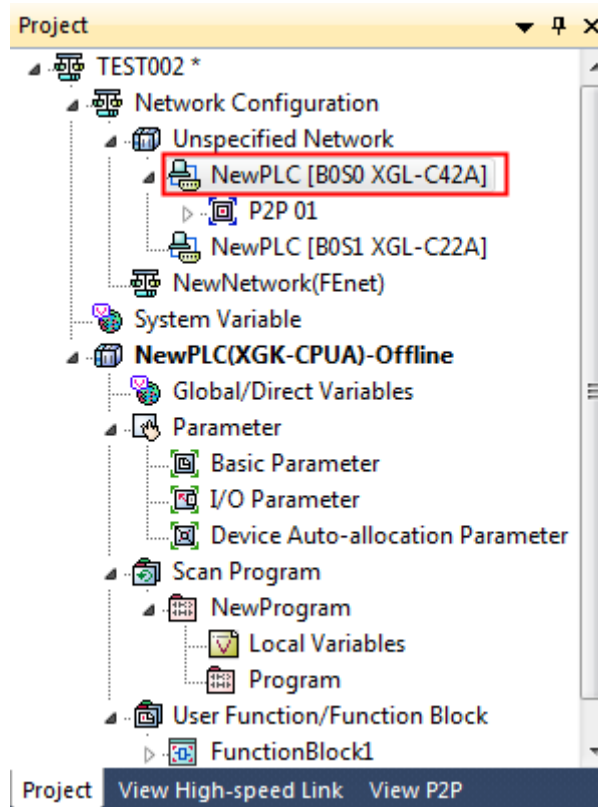 Project
TEST002 *
Network Configuration
Unspecified Network
NewPLC [B0S0 XGL-C42A]
P2P 01
NewPLC [B0S1 XGL-C22A]
NewNetwork(FEnet)
System Variable
NewPLC(XGK-CPUA)-Offline
Global/Direct Variables
Parameter
Basic Parameter
I/O Parameter
Device Auto-allocation Parameter
Scan Program
NewProgram
Local Variables
Program
User Function/Function Block
FunctionBlock1
Project View High-speed Link View P2P